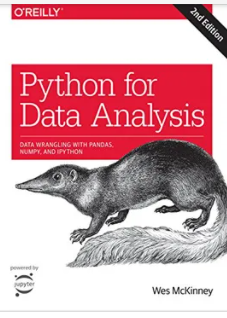 O'REILLY®
2nd Edition
Python for
Data Analysis
DATA WRANGLING WITH PANDAS,
NUMPY, AND IPYTHON
powered by
jupyter
Wes McKinney